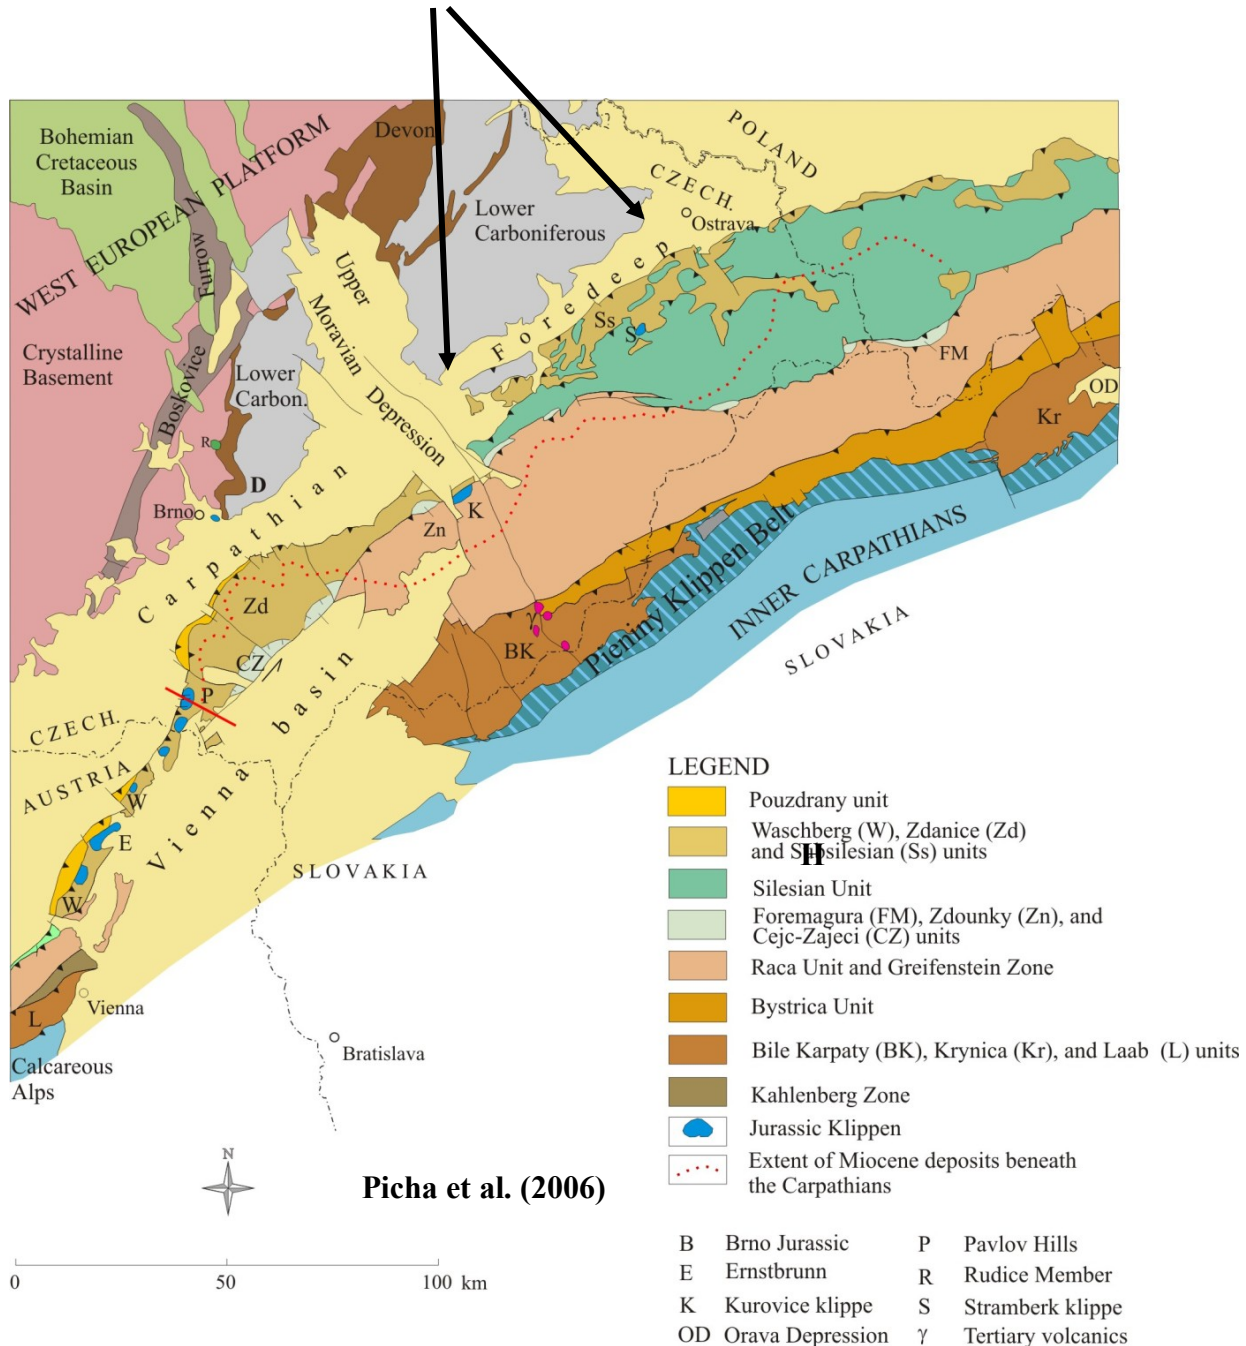 Bohemian
Cretaceous
Basin
WEST EUROPEAN PLATFORM
Devon
POLAND
CZECH.
Ostrava
Lower
Carboniferous
Furrow
Boskovice
Upper
Moravian
Depression
Foredeep
Ss
S
FM
OD
Kr
Crystalline
Basement
Lower
Carbon.
R
D
Brno
Carpathian
K
Zn
Zd
CZ
γ
BK
Pieniny Klippen Belt
INNER CARPATHIANS
SLOVAKIA
P
CZECH.
AUSTRIA
Vienna basin
W
E
W
SLOVAKIA
Vienna
L
Bratislava
Calcareous
Alps
LEGEND
Pouzdrany unit
Waschberg (W), Zdanice (Zd)
and Subsilesian (Ss) units
H
Silesian Unit
Foremagura (FM), Zdounky (Zn), and
Cejc-Zajeci (CZ) units
Raca Unit and Greifenstein Zone
Bystrica Unit
Bile Karpaty (BK), Krynica (Kr), and Laab (L) units
Kahlenberg Zone
Jurassic Klippen
Extent of Miocene deposits beneath
the Carpathians
N
Picha et al. (2006)
0 50 100 km
B Brno Jurassic P Pavlov Hills
E Ernstbrunn R Rudice Member
K Kurovice klippe S Stramberk klippe
OD Orava Depression γ Tertiary volcanics